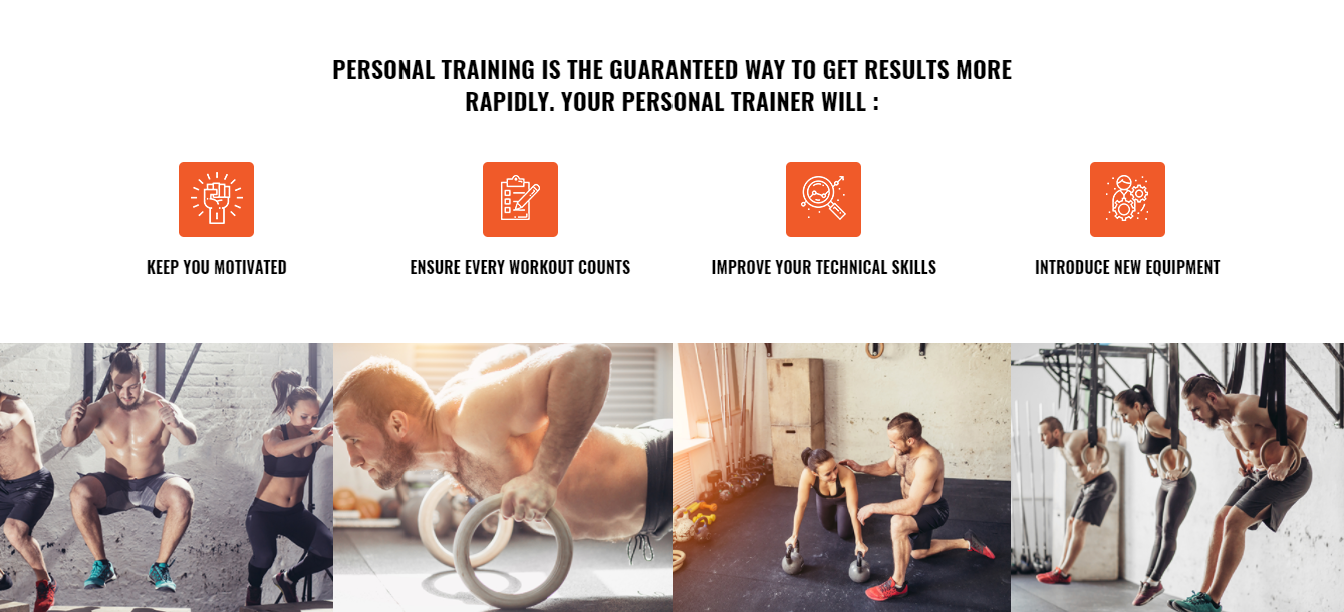 PERSONAL TRAINING IS THE GUARANTEED WAY TO GET RESULTS MORE
RAPIDLY. YOUR PERSONAL TRAINER WILL :
KEEP YOU MOTIVATED
ENSURE EVERY WORKOUT COUNTS
IMPROVE YOUR TECHNICAL SKILLS
INTRODUCE NEW EQUIPMENT